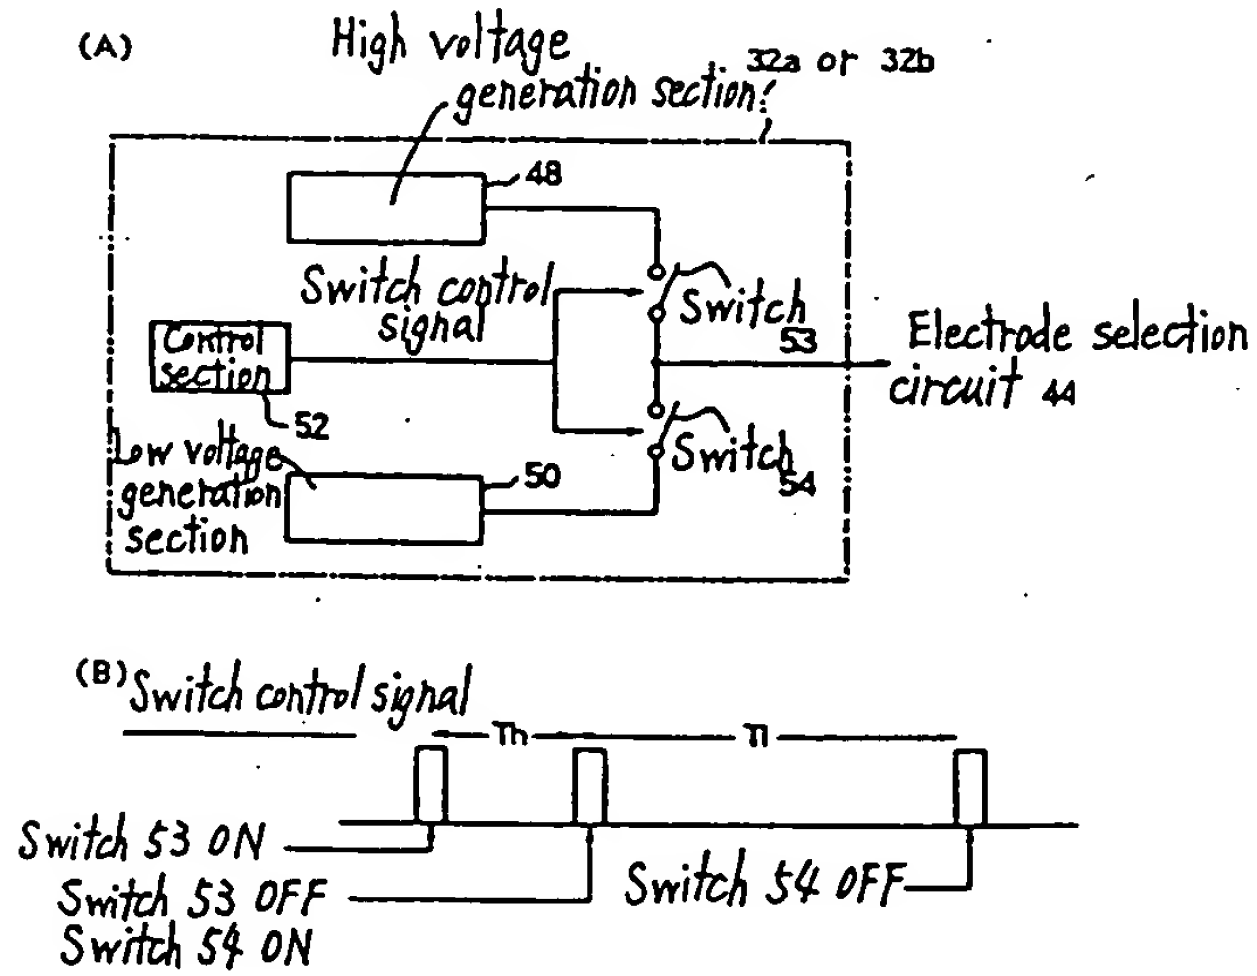 (A)
High voltage
generation section
32a or 32b
48
Switch control
signal
Switch
53
Electrode selection
circuit 44
Control
section
52
Low voltage
generation
section
50
Switch
54
(B)
Switch control signal
Th
Tl
Switch 53 ON
Switch 53 OFF
Switch 54 ON
Switch 54 OFF